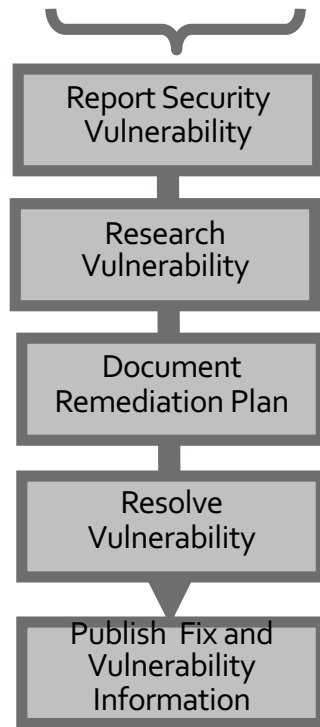 Report Security
Vulnerability
Research
Vulnerability
Document
Remediation Plan
Resolve
Vulnerability
Publish Fix and
Vulnerability
Information